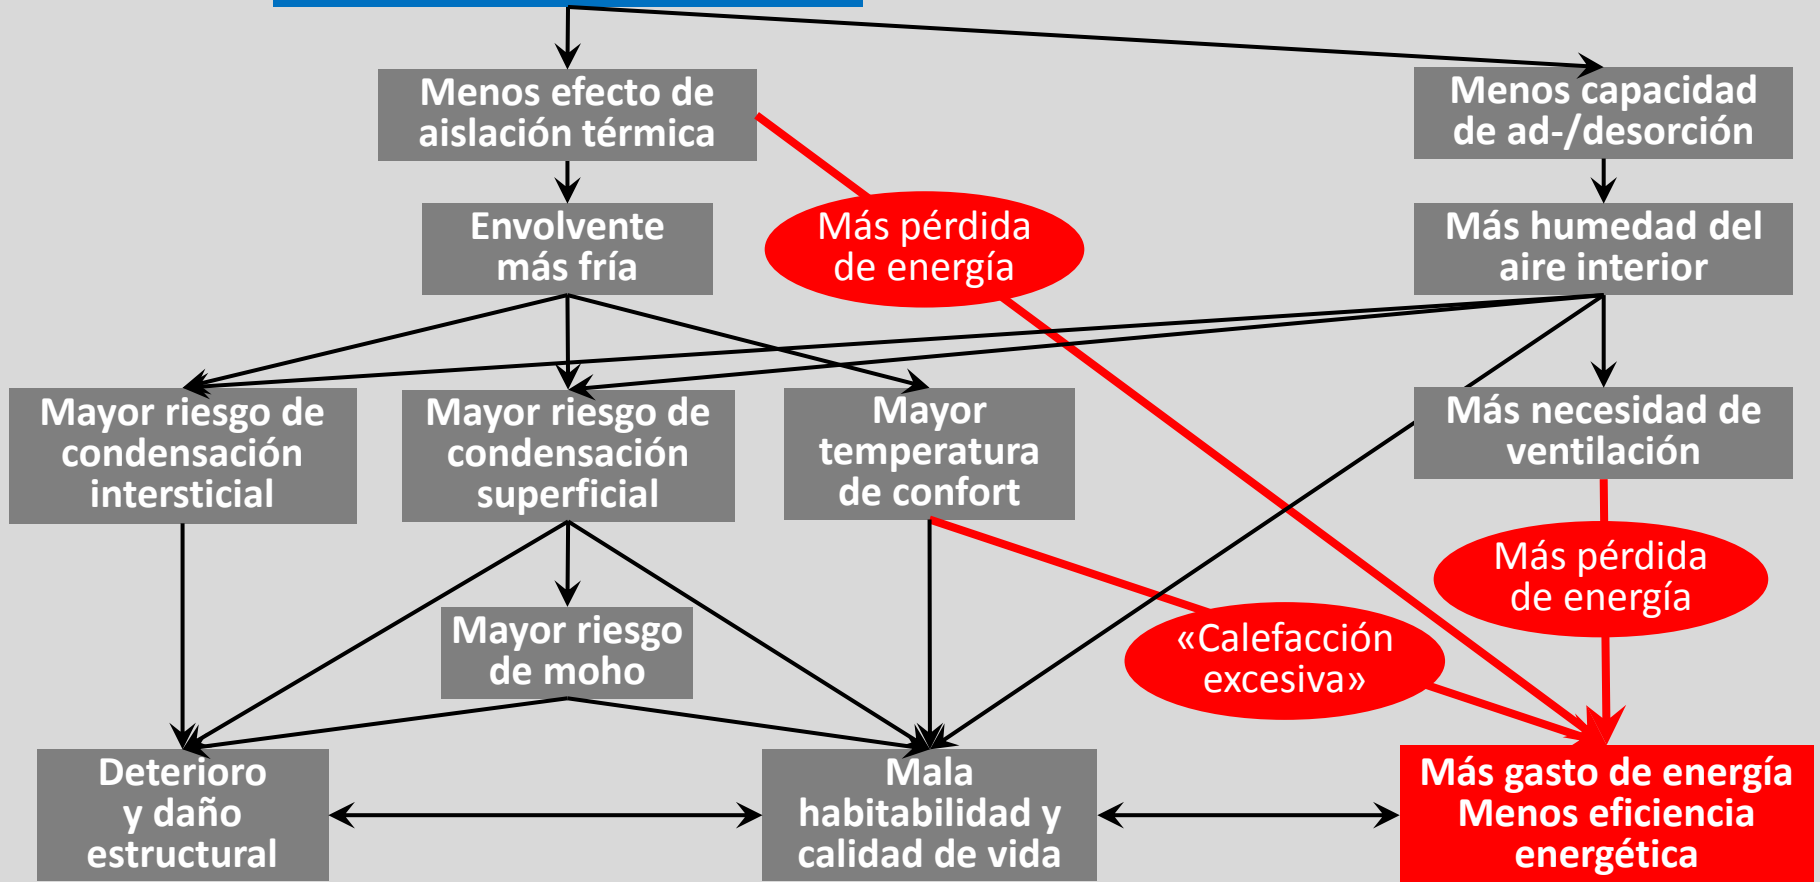 Menos efecto de
aislación térmica
Menos capacidad
de ad-/desorción
Envolvente
más fría
Más pérdida
de energía
Más humedad del
aire interior
Mayor riesgo de
condensación
intersticial
Mayor riesgo de
condensación
superficial
Mayor
temperatura
de confort
Más necesidad de
ventilación
Más pérdida
de energía
Mayor riesgo
de moho
«Calefacción
excesiva»
Deterioro
y daño
estructural
Mala
habitabilidad y
calidad de vida
Más gasto de energía
Menos eficiencia
energética